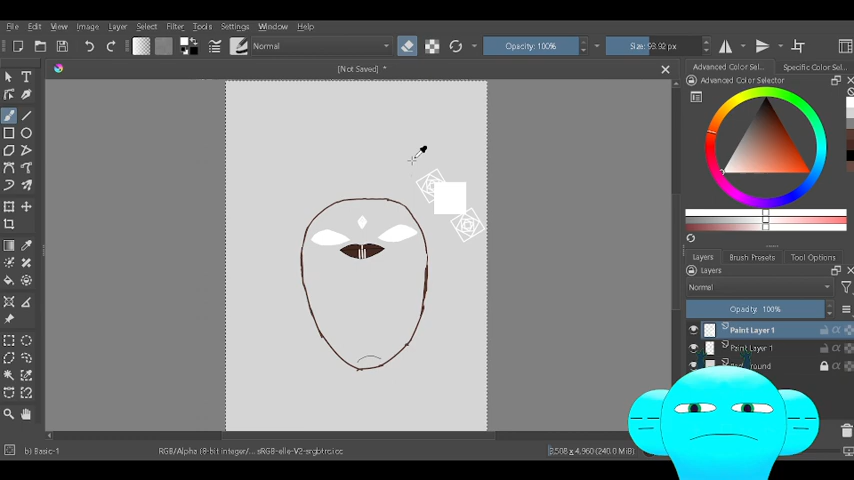 File Edit View Image Layer Select Filter Tools Settings Window Help
Normal
Opacity: 100%
Size: 93.92 px
[Not Saved] *
Advanced Color Sel...
Specific Color Sel...
Advanced Color Selector
Layers
Brush Presets
Tool Options
Layers
Normal
Opacity: 100%
Paint Layer 1
Paint Layer 1
b) Basic-1
RGB/Alpha (8-bit integer/... sRGB-elle-V2-srgbtrc.icc
3,508 x 4,960 (240.0 MiB)